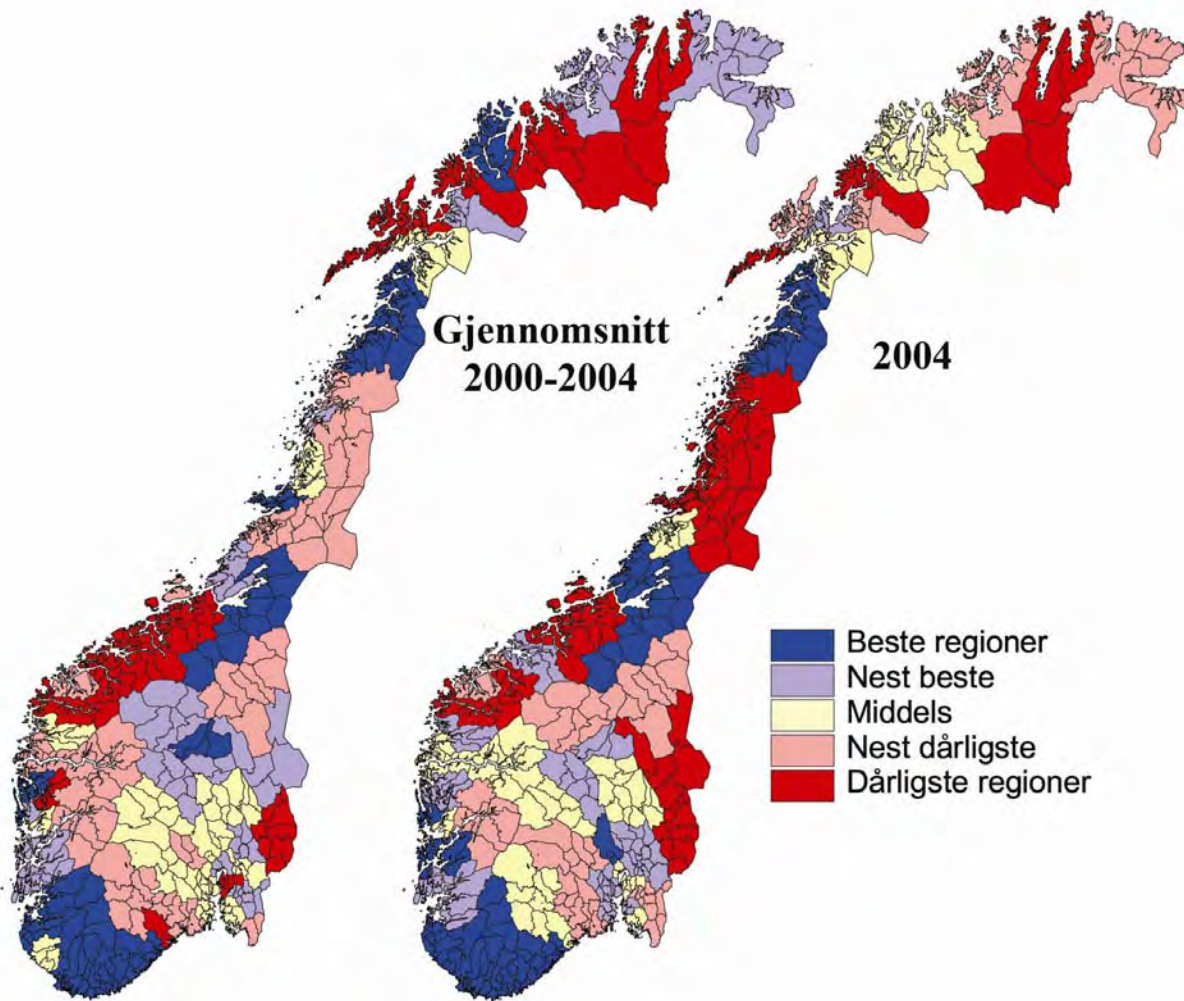 Gjennomsnitt
2000-2004
2004
Beste regioner
Nest beste
Middels
Nest dårligste
Dårligste regioner